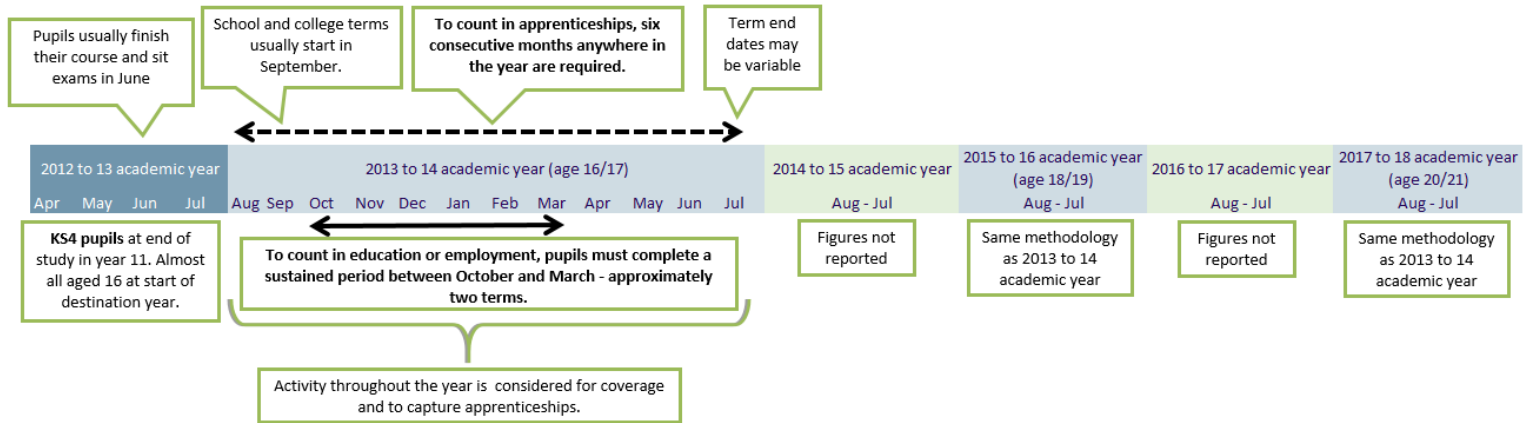 Pupils usually finish
their course and sit
exams in June
School and college terms
usually start in
September.
To count in apprenticeships, six
consecutive months anywhere in
the year are required.
Term end
dates may
be variable
2012 to 13 academic year
Apr May Jun Jul
2013 to 14 academic year (age 16/17)
Aug Sep Oct Nov Dec Jan Feb Mar Apr May Jun Jul
2014 to 15 academic year
Aug - Jul
2015 to 16 academic year
(age 18/19)
Aug - Jul
2016 to 17 academic year
Aug - Jul
2017 to 18 academic year
(age 20/21)
Aug - Jul
KS4 pupils at end of
study in year 11. Almost
all aged 16 at start of
destination year.
To count in education or employment, pupils must complete a
sustained period between October and March - approximately
two terms.
Figures not
reported
Same methodology
as 2013 to 14
academic year
Figures not
reported
Same methodology
as 2013 to 14
academic year
Activity throughout the year is considered for coverage
and to capture apprenticeships.